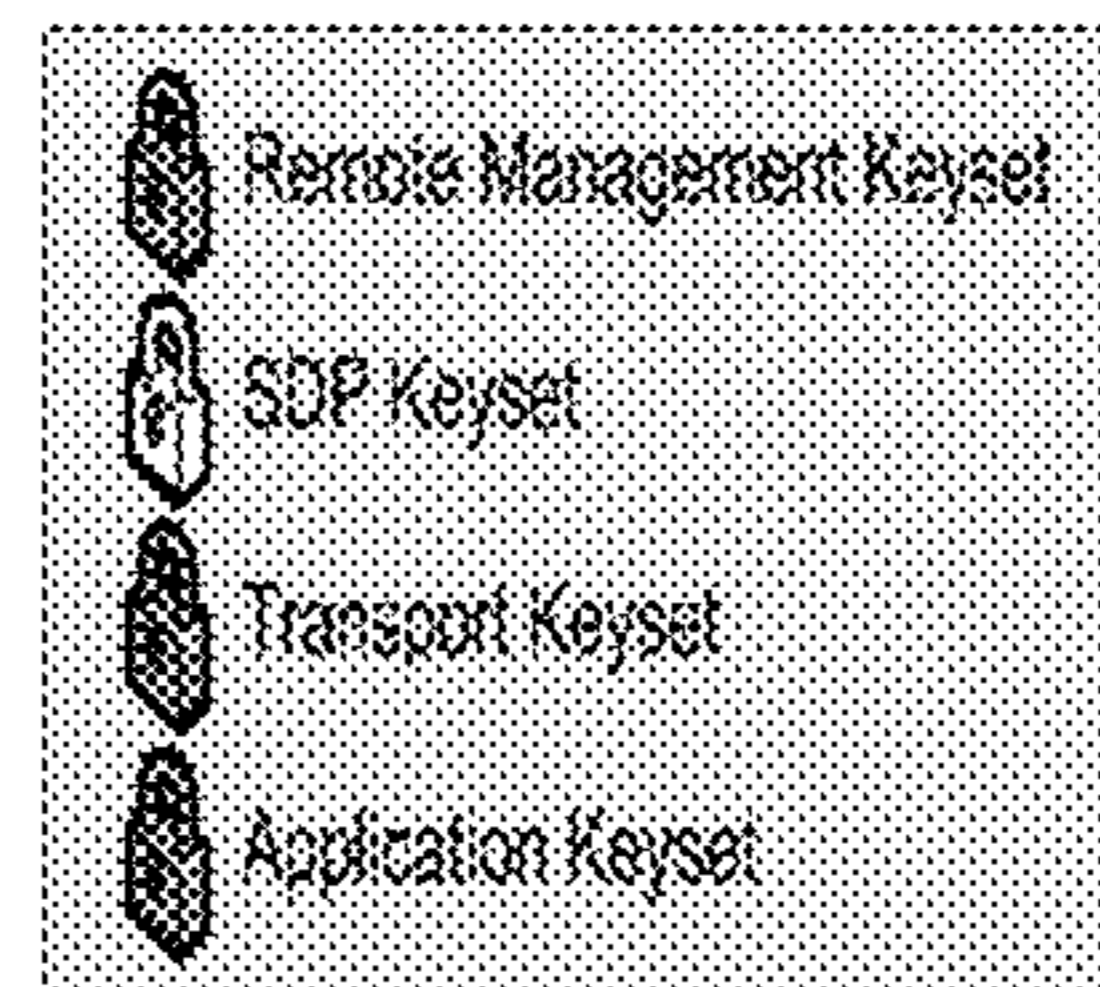 Remote Management Keyset
SDP Keyset
Transport Keyset
Application Keyset